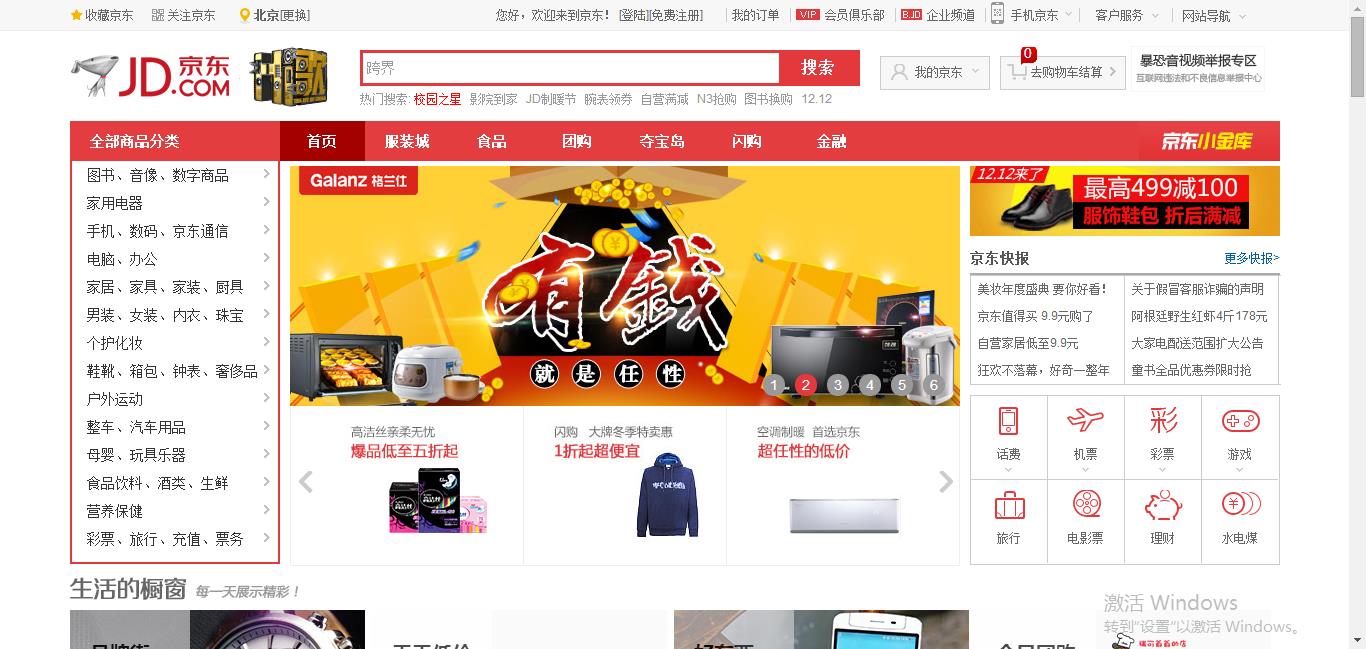 收藏京东 关注京东 北京[更换] 您好，欢迎来到京东！ [登陆][免费注册] 我的订单 VIP 会员俱乐部 BJD 企业频道 手机京东 客户服务 网站导航
JD京东
.COM
跨界 搜索
我的京东 0 去购物车结算
暴恐音视频举报专区
互联网违法和不良信息举报中心
热门搜索: 校园之星 影院到家 JD制暖节 腕表领券 自营满减 N3抢购 图书换购 12.12
全部商品分类 首页 服装城 食品 团购 夺宝岛 闪购 金融 京东小金库
图书、音像、数字商品
家用电器
手机、数码、京东通信
电脑、办公
家居、家具、家装、厨具
男装、女装、内衣、珠宝
个护化妆
鞋靴、箱包、钟表、奢侈品
户外运动
整车、汽车用品
母婴、玩具乐器
食品饮料、酒类、生鲜
营养保健
彩票、旅行、充值、票务
Galanz 格兰仕
有钱
就是任性
1 2 3 4 5 6
高洁丝亲柔无忧
爆品低至五折起
闪购 大牌冬季特卖惠
1折起超便宜
空调制暖 首选京东
超任性的低价
12.12来了
最高499减100
服饰鞋包 折后满减
京东快报 更多快报>
美妆年度盛典 要你好看！ 关于假冒客服诈骗的声明
京东值得买 9.9元购了 阿根廷野生红虾4斤178元
自营家居低至9.9元 大家电配送范围扩大公告
狂欢不落幕，好奇一整年 童书全品优惠券限时抢
话费 机票 彩 彩票 游戏
旅行 电影票 理财 水电煤
生活的橱窗 每一天展示精彩！
激活 Windows
转到"设置"以激活 Windows。